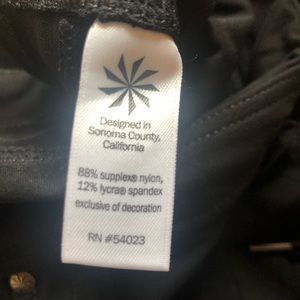 Designed in
Sonoma County,
California
88% supplex® nylon,
12% lycra® spandex
exclusive of decoration
RN #54023